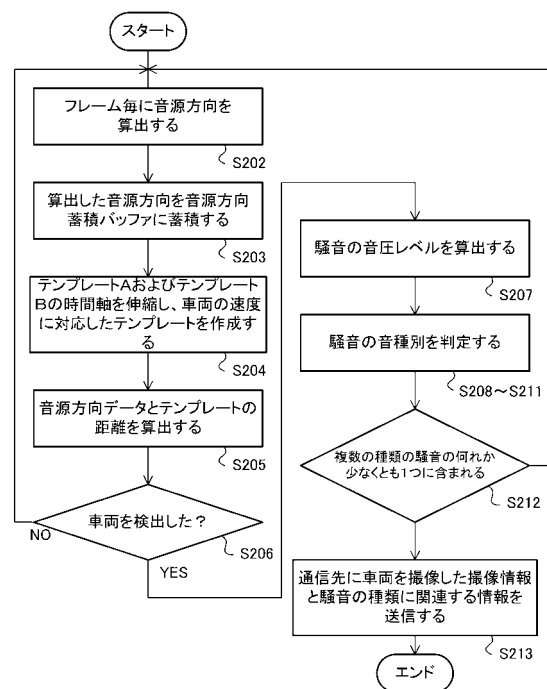 スタート
フレーム毎に音源方向を
算出する
S202
算出した音源方向を音源方向
蓄積バッファに蓄積する
S203
テンプレートAおよびテンプレート
Bの時間軸を伸縮し、車両の速度
に対応したテンプレートを作成す
る
S204
音源方向データとテンプレートの
距離を算出する
S205
車両を検出した?
S206
NO
YES
騒音の音圧レベルを算出する
S207
騒音の音種別を判定する
S208~S211
複数の種類の騒音の何れか
少なくとも1つに含まれる
S212
通信先に車両を撮像した撮像情報
と騒音の種類に関連する情報を
送信する
S213
エンド